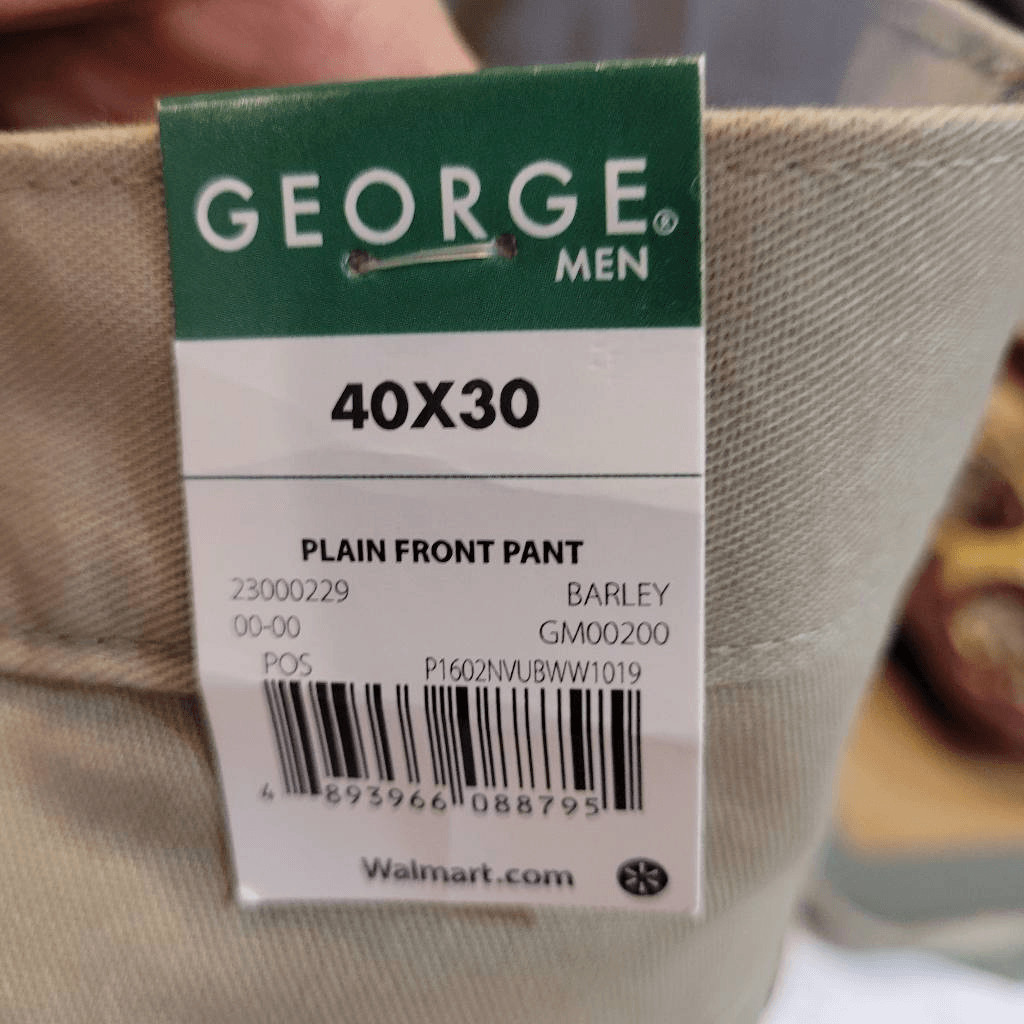 GEORGE®
MEN
40X30
PLAIN FRONT PANT
23000229 BARLEY
00-00 GM00200
POS P1602NVUBWW1019
4 893966 088795
Walmart.com